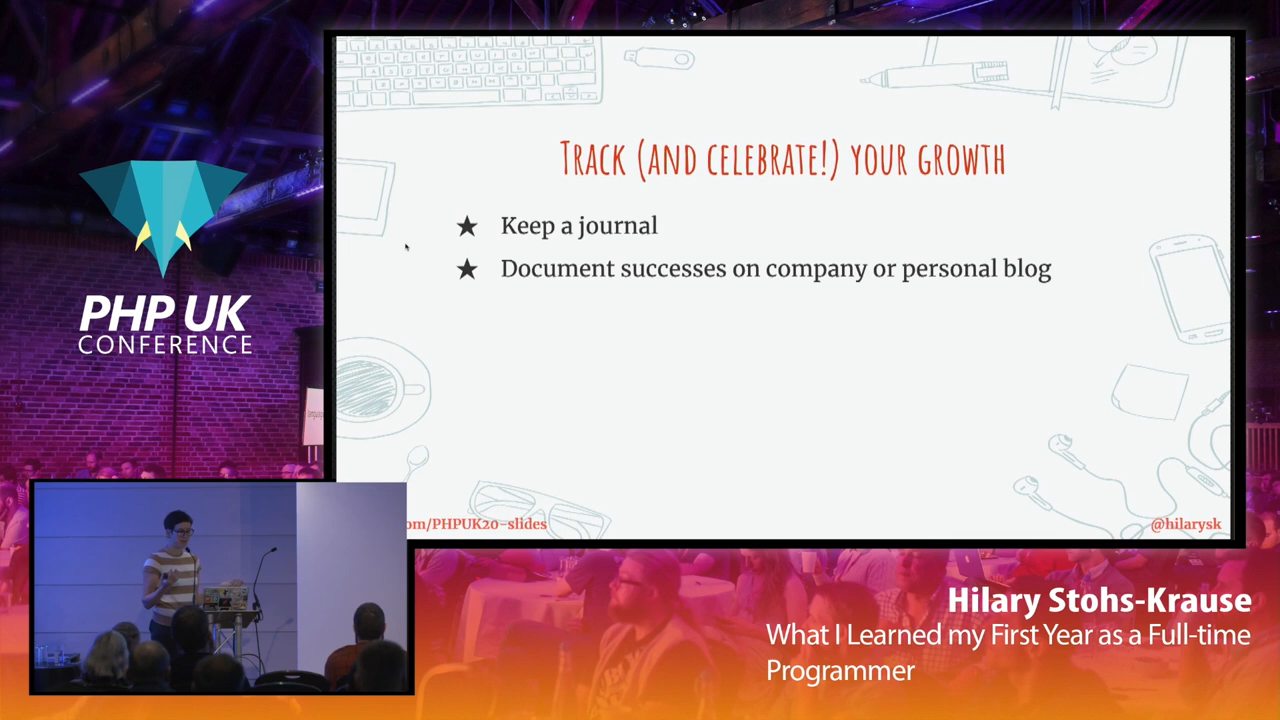 TRACK (AND CELEBRATE!) YOUR GROWTH
★ Keep a journal
★ Document successes on company or personal blog
om/PHPUK20-slides
@hilarysk
PHP UK
CONFERENCE
Hilary Stohs-Krause
What I Learned my First Year as a Full-time
Programmer